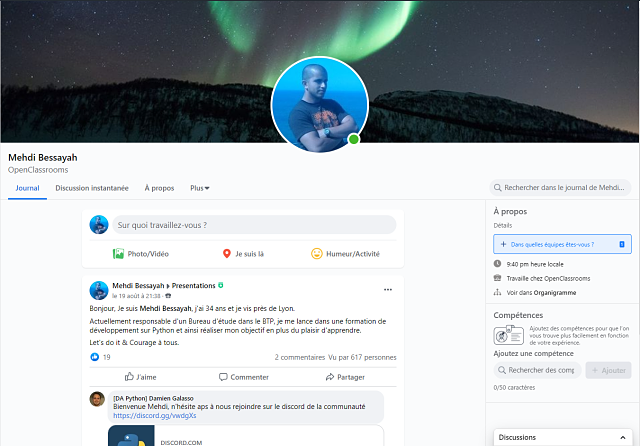 Mehdi Bessayah
OpenClassrooms
Journal Discussion instantanée À propos Plus
Rechercher dans le journal de Mehdi...
Sur quoi travaillez-vous ?
Photo/Vidéo Je suis là Humeur/Activité
Mehdi Bessayah Presentations
le 19 août à 21:38 ·
Bonjour, Je suis Mehdi Bessayah, j'ai 34 ans et je vis près de Lyon.
Actuellement responsable d'un Bureau d'étude dans le BTP, je me lance dans une formation de
développement sur Python et ainsi réaliser mon objectif en plus du plaisir d'apprendre.
Let's do it & Courage à tous.
19 2 commentaires Vu par 617 personnes
J'aime Commenter Partager
[DA Python] Damien Galasso
Bienvenue Mehdi, n'hésite aps à nous rejoindre sur le discord de la communauté
https://discord.gg/vwdgXs
DISCORD.COM
À propos
Détails
+ Dans quelles équipes êtes-vous ?
9:40 pm heure locale
Travaille chez OpenClassrooms
Voir dans Organigramme
Compétences
Ajoutez des compétences pour que l'on
vous trouve plus facilement en fonction
de votre expérience.
Ajoutez une compétence
Rechercher des comp + Ajouter
0/50 caractères
Discussions